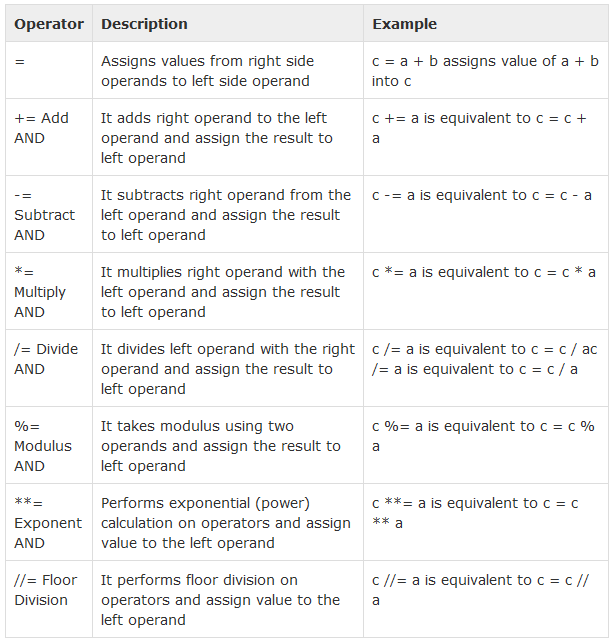 Operator Description Example
= Assigns values from right side operands to left side operand c = a + b assigns value of a + b into c
+= Add AND It adds right operand to the left operand and assign the result to left operand c += a is equivalent to c = c + a
-= Subtract AND It subtracts right operand from the left operand and assign the result to left operand c -= a is equivalent to c = c - a
*= Multiply AND It multiplies right operand with the left operand and assign the result to left operand c *= a is equivalent to c = c * a
/= Divide AND It divides left operand with the right operand and assign the result to left operand c /= a is equivalent to c = c / ac /= a is equivalent to c = c / a
%= Modulus AND It takes modulus using two operands and assign the result to left operand c %= a is equivalent to c = c % a
**= Exponent AND Performs exponential (power) calculation on operators and assign value to the left operand c **= a is equivalent to c = c ** a
//= Floor Division It performs floor division on operators and assign value to the left operand c //= a is equivalent to c = c // a